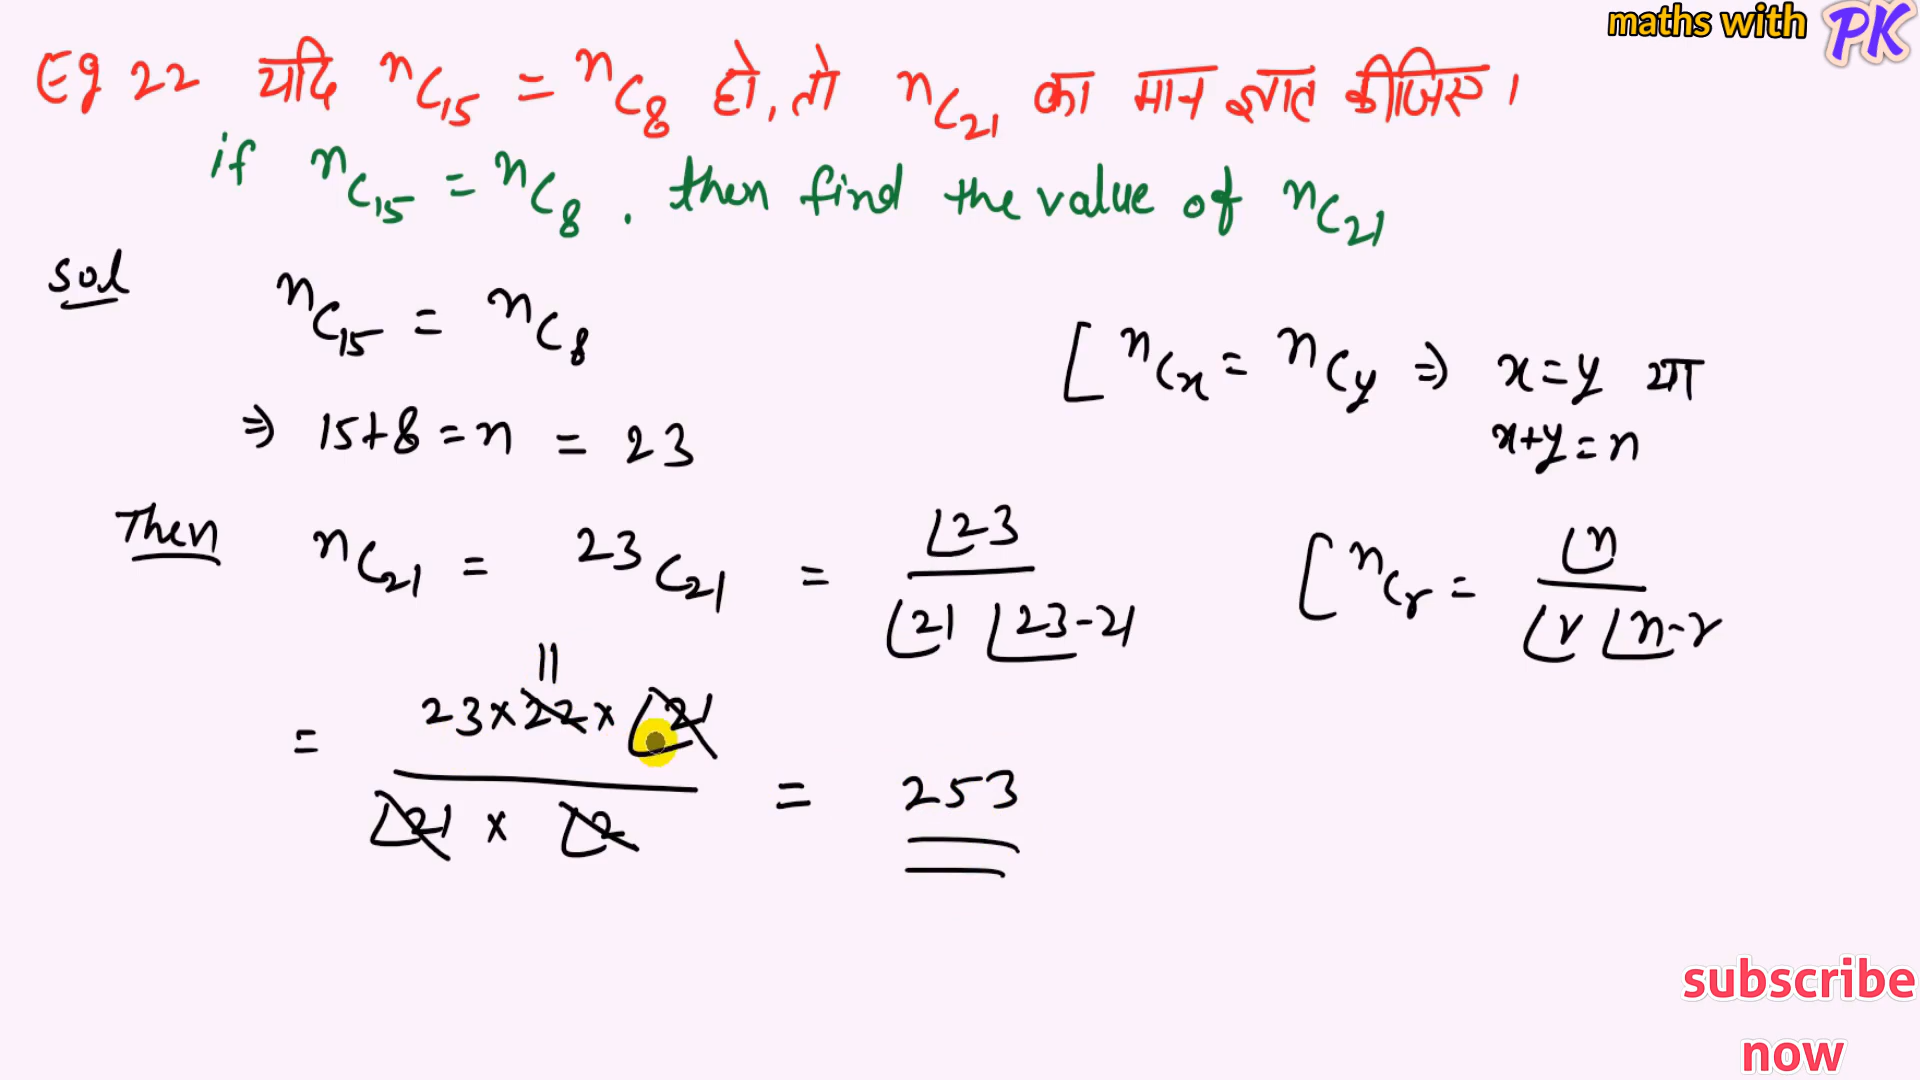 maths with PK
Eg 22 यदि ⁿC₁₅ = ⁿC₈ हो, तो ⁿC₂₁ का मान ज्ञात कीजिए।
if ⁿC₁₅ = ⁿC₈ . then find the value of ⁿC₂₁
Sol
ⁿC₁₅ = ⁿC₈
[ ⁿCₓ = ⁿCy ⇒ x=y या
x+y=n
⇒ 15+8 = n = 23
Then ⁿC₂₁ = ²³C₂₁ = ⌊23 / ⌊21 ⌊23-21
[ ⁿCᵣ = ⌊n / ⌊r ⌊n-r
11
= 23×22×⌊21 / ⌊21 × ⌊2 = 253
subscribe
now